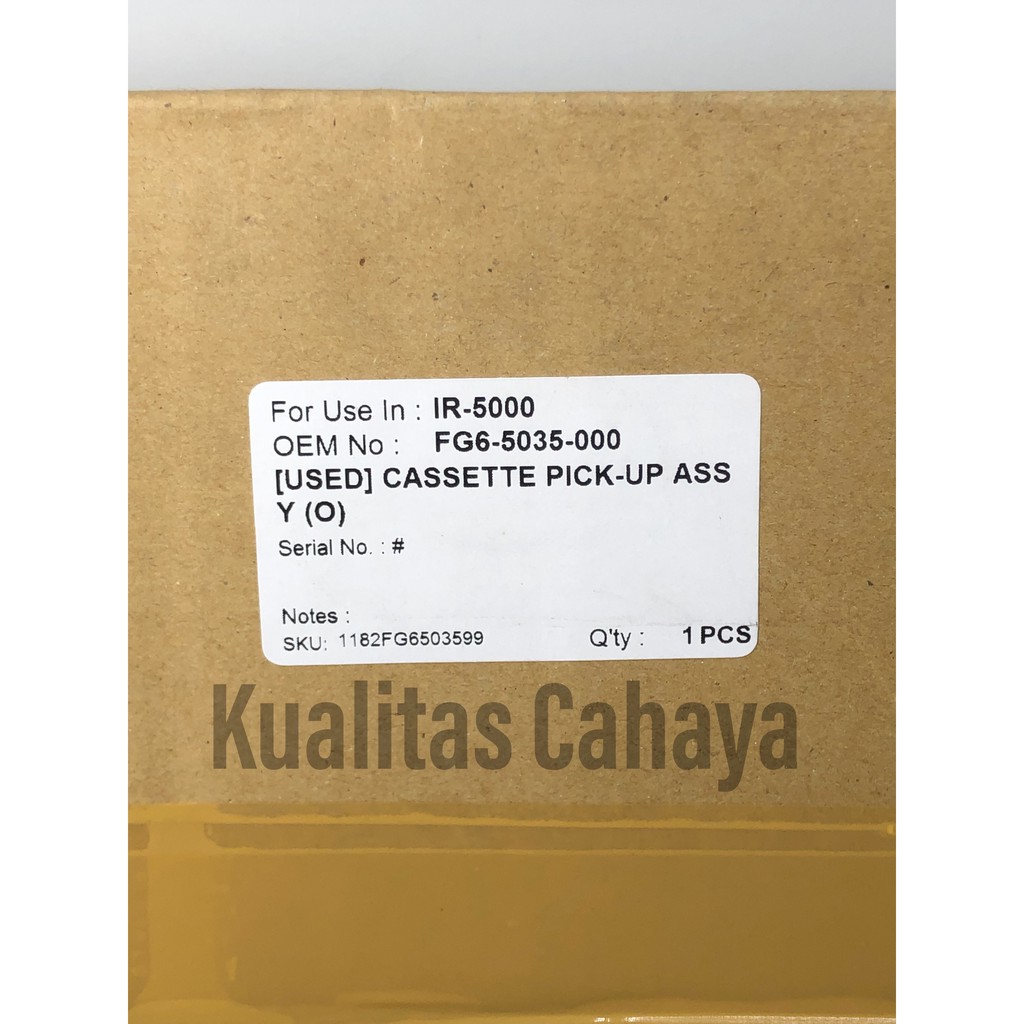 For Use In : IR-5000
OEM No : FG6-5035-000
[USED] CASSETTE PICK-UP ASS
Y (O)
Serial No. : #
Notes :
SKU: 1182FG6503599 Q'ty : 1 PCS
Kualitas Cahaya